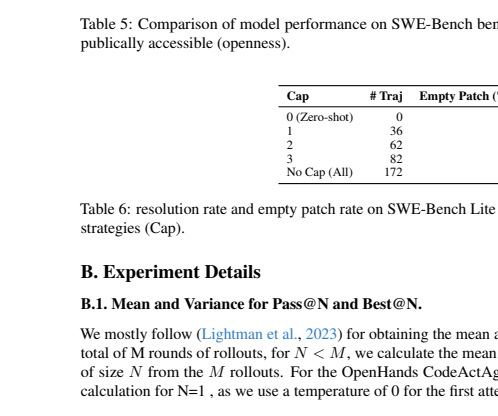 Table 5: Comparison of model performance on SWE-Bench
publically accessible (openness).
Cap # Traj Empty Patch
0 (Zero-shot) 0
1 36
2 62
3 82
No Cap (All) 172
Table 6: resolution rate and empty patch rate on SWE-Bench Lite
strategies (Cap).
B. Experiment Details
B.1. Mean and Variance for Pass@N and Best@N.
We mostly follow (Lightman et al., 2023) for obtaining the mean
total of M rounds of rollouts, for N < M, we calculate the mean
of size N from the M rollouts. For the OpenHands
calculation for N=1 , as we use a temperature of 0 for the first